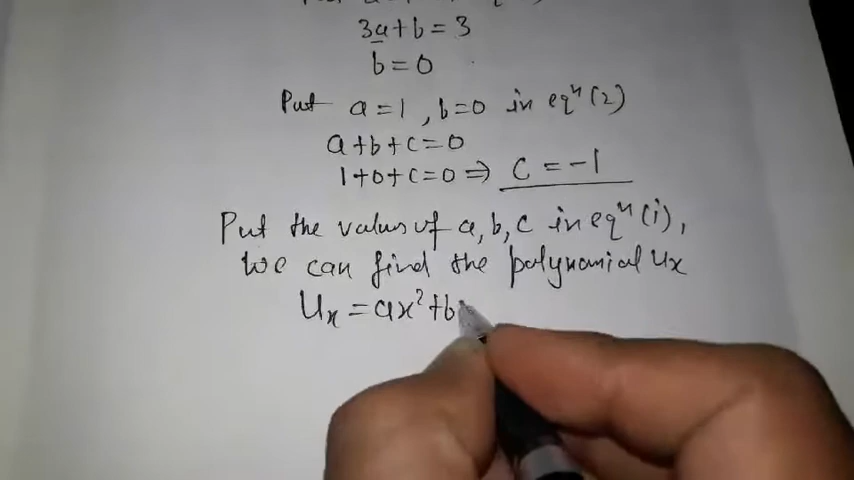 3a+b=3
b=0
Put a=1, b=0 in eqⁿ(2)
a+b+c=0
1+0+c=0 ⇒ C=-1
Put the values of a, b, c in eqⁿ(i),
we can find the polynomial Ux
Ux=ax²+b